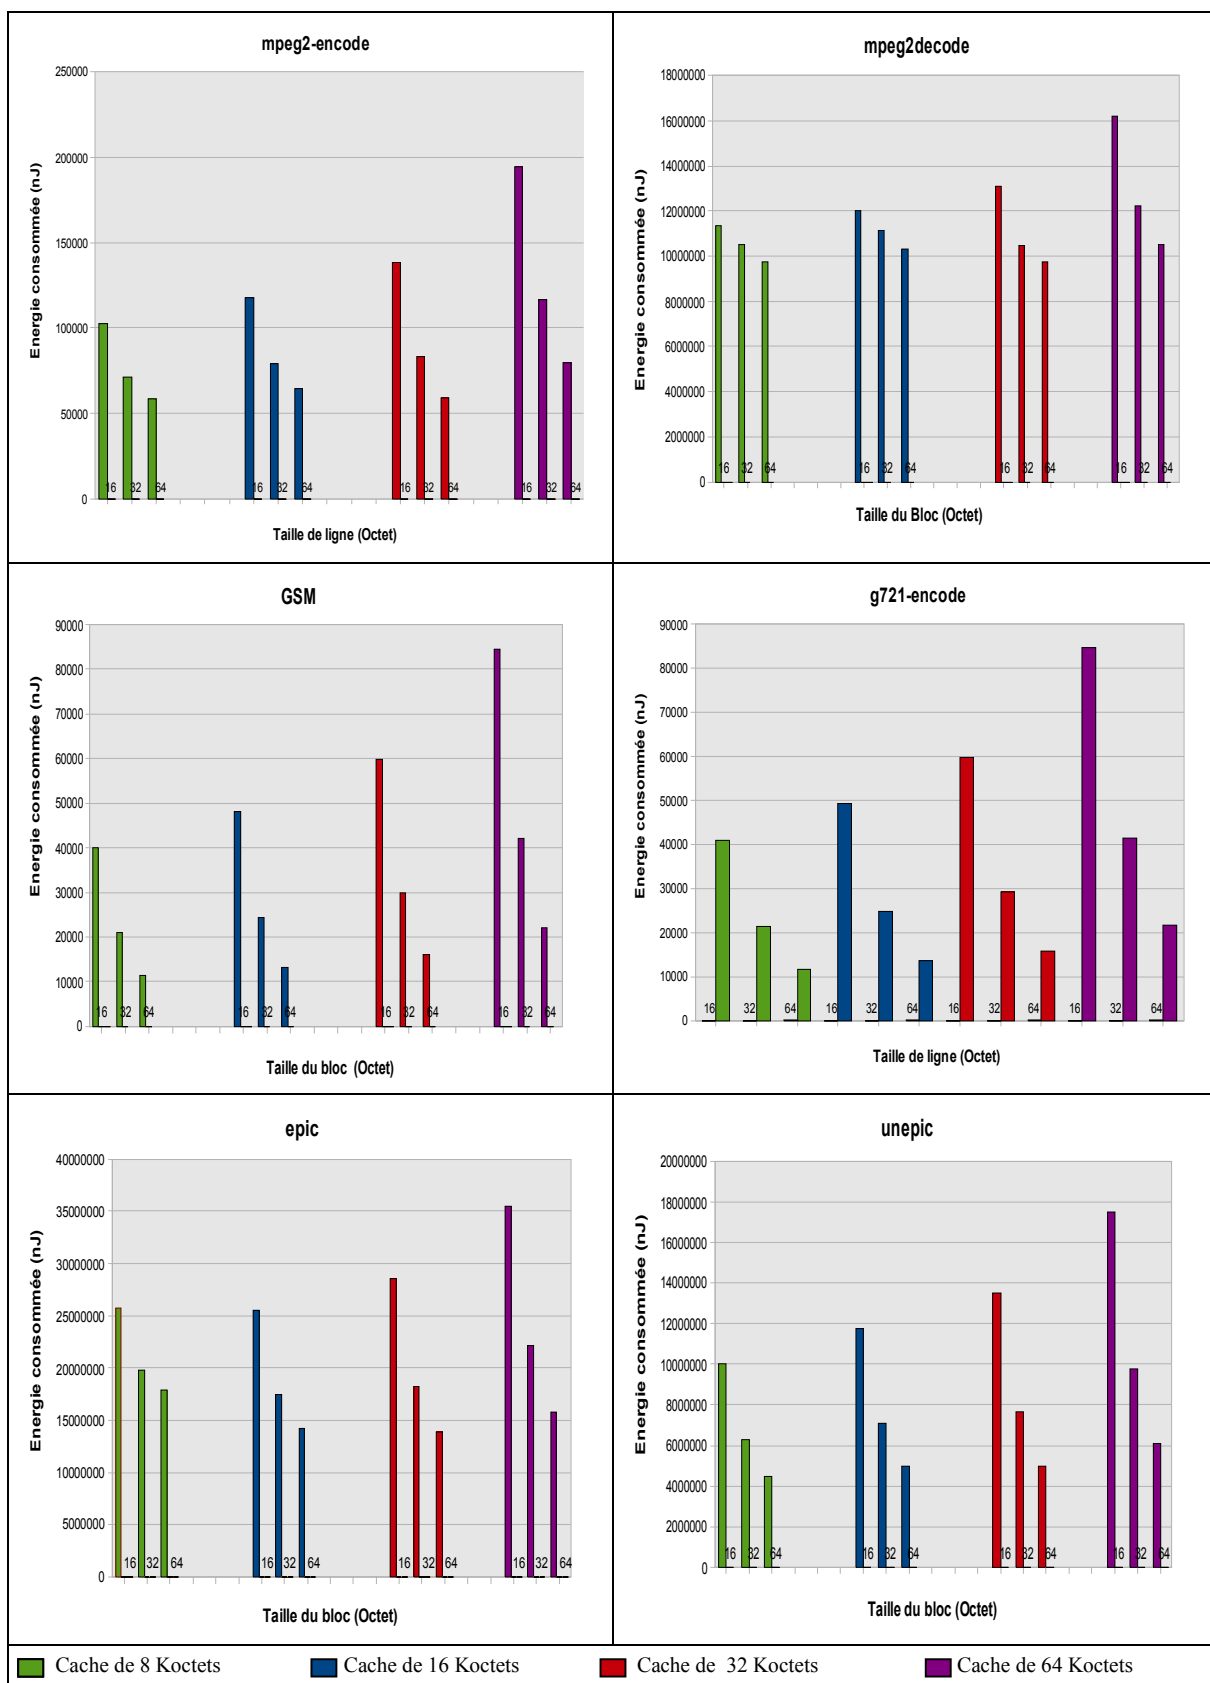 mpeg2-encode
250000
200000
150000
100000
50000
0
Energie consommée (nJ)
16 32 64 16 32 64 16 32 64 16 32 64
Taille de ligne (Octet)
mpeg2decode
18000000
16000000
14000000
12000000
10000000
8000000
6000000
4000000
2000000
0
Energie consommée (nJ)
16 32 64 16 32 64 16 32 64 16 32 64
Taille du Bloc (Octet)
GSM
90000
80000
70000
60000
50000
40000
30000
20000
10000
0
Energie consommée (nJ)
16 32 64 16 32 64 16 32 64 16 32 64
Taille du bloc (Octet)
g721-encode
90000
80000
70000
60000
50000
40000
30000
20000
10000
0
Energie consommée (nJ)
16 32 64 16 32 64 16 32 64 16 32 64
Taille de ligne (Octet)
epic
40000000
35000000
30000000
25000000
20000000
15000000
10000000
5000000
0
Energie consommée (nJ)
16 32 64 16 32 64 16 32 64 16 32 64
Taille du bloc (Octet)
unepic
20000000
18000000
16000000
14000000
12000000
10000000
8000000
6000000
4000000
2000000
0
Energie consommée (nJ)
16 32 64 16 32 64 16 32 64 16 32 64
Taille du bloc (Octet)
Cache de 8 Koctets Cache de 16 Koctets Cache de 32 Koctets Cache de 64 Koctets